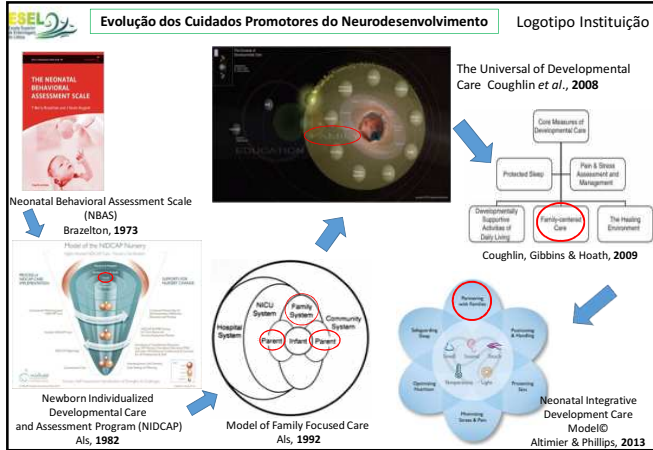 ESEL
Evolução dos Cuidados Promotores do Neurodesenvolvimento
Logotipo Instituição
THE NEONATAL
BEHAVIORAL
ASSESSMENT SCALE
Neonatal Behavioral Assessment Scale
(NBAS)
Brazelton, 1973
The Universal of Developmental
Care Coughlin et al., 2008
EDUCATION
Core Measures of
Developmental Care
Protected Sleep
Pain & Stress
Assessment and
Management
Developmentally
Supportive
Activities of
Daily Living
Family-centered
Care
The Healing
Environment
Coughlin, Gibbins & Hoath, 2009
Model of the NIDCAP Nursery
Newborn Individualized
Developmental Care
and Assessment Program (NIDCAP)
Als, 1982
Hospital System
NICU
System
Family
System
Community
System
Parent
Infant
Parent
Model of Family Focused Care
Als, 1992
Partnering
with Families
Safeguarding
Sleep
Positioning
& Handling
Optimizing
Nutrition
Protecting
Skin
Minimizing
Stress & Pain
Smell
Sound
Touch
Temperature
Light
Neonatal Integrative
Development Care
Model©
Altimier & Phillips, 2013